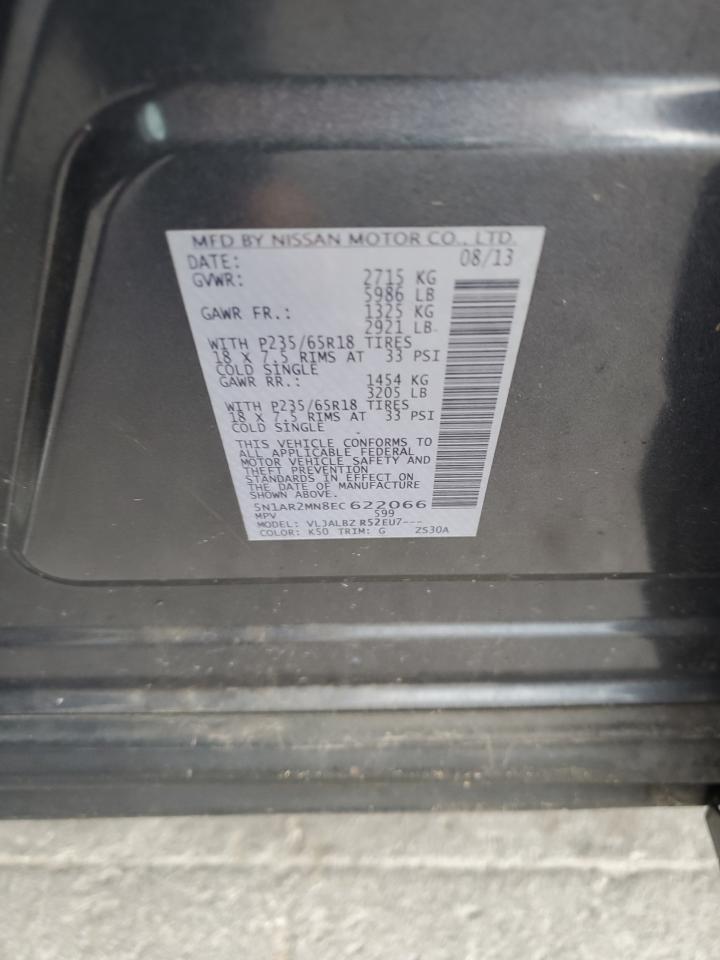 MFD BY NISSAN MOTOR CO., LTD.
DATE: 08/13
GVWR: 2715 KG
5986 LB
GAWR FR.: 1325 KG
2921 LB
WITH P235/65R18 TIRES
18 X 7.5 RIMS AT 33 PSI
COLD SINGLE
GAWR RR.: 1454 KG
3205 LB
WITH P235/65R18 TIRES
18 X 7.5 RIMS AT 33 PSI
COLD SINGLE
THIS VEHICLE CONFORMS TO
ALL APPLICABLE FEDERAL
MOTOR VEHICLE SAFETY AND
THEFT PREVENTION
STANDARDS IN EFFECT ON
THE DATE OF MANUFACTURE
SHOWN ABOVE.
5N1AR2MN8EC 622066
MPV 599
MODEL: VLJALBZ R52EU7---
COLOR: K50 TRIM: G ZS30A